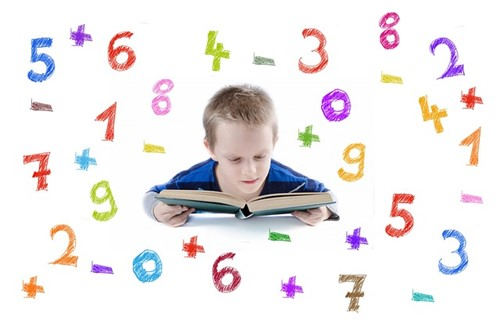 5 + 6 4 - 3 8 - 2
- 1 8 0 4 +
7 + - + 9 1
9 5 -
2 - 0 + 6 - + 3
+ + 7 -